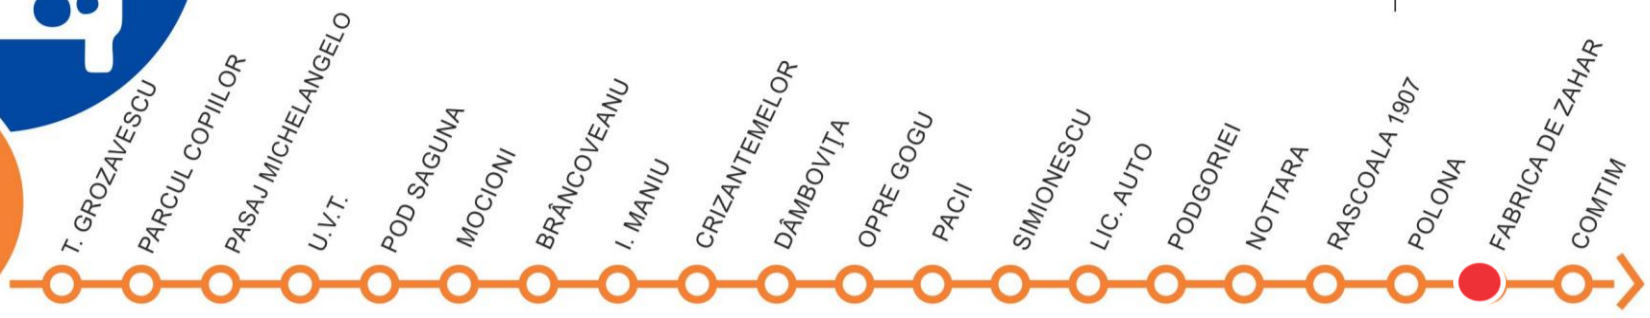 T. GROZAVESCU
PARCUL COPIILOR
PASAJ MICHELANGELO
U.V.T.
POD SAGUNA
MOCIONI
BRÂNCOVEANU
I. MANIU
CRIZANTEMELOR
DÂMBOVIŢA
OPRE GOGU
PACII
SIMIONESCU
LIC. AUTO
PODGORIEI
NOTTARA
RASCOALA 1907
POLONA
FABRICA DE ZAHAR
COMTIM